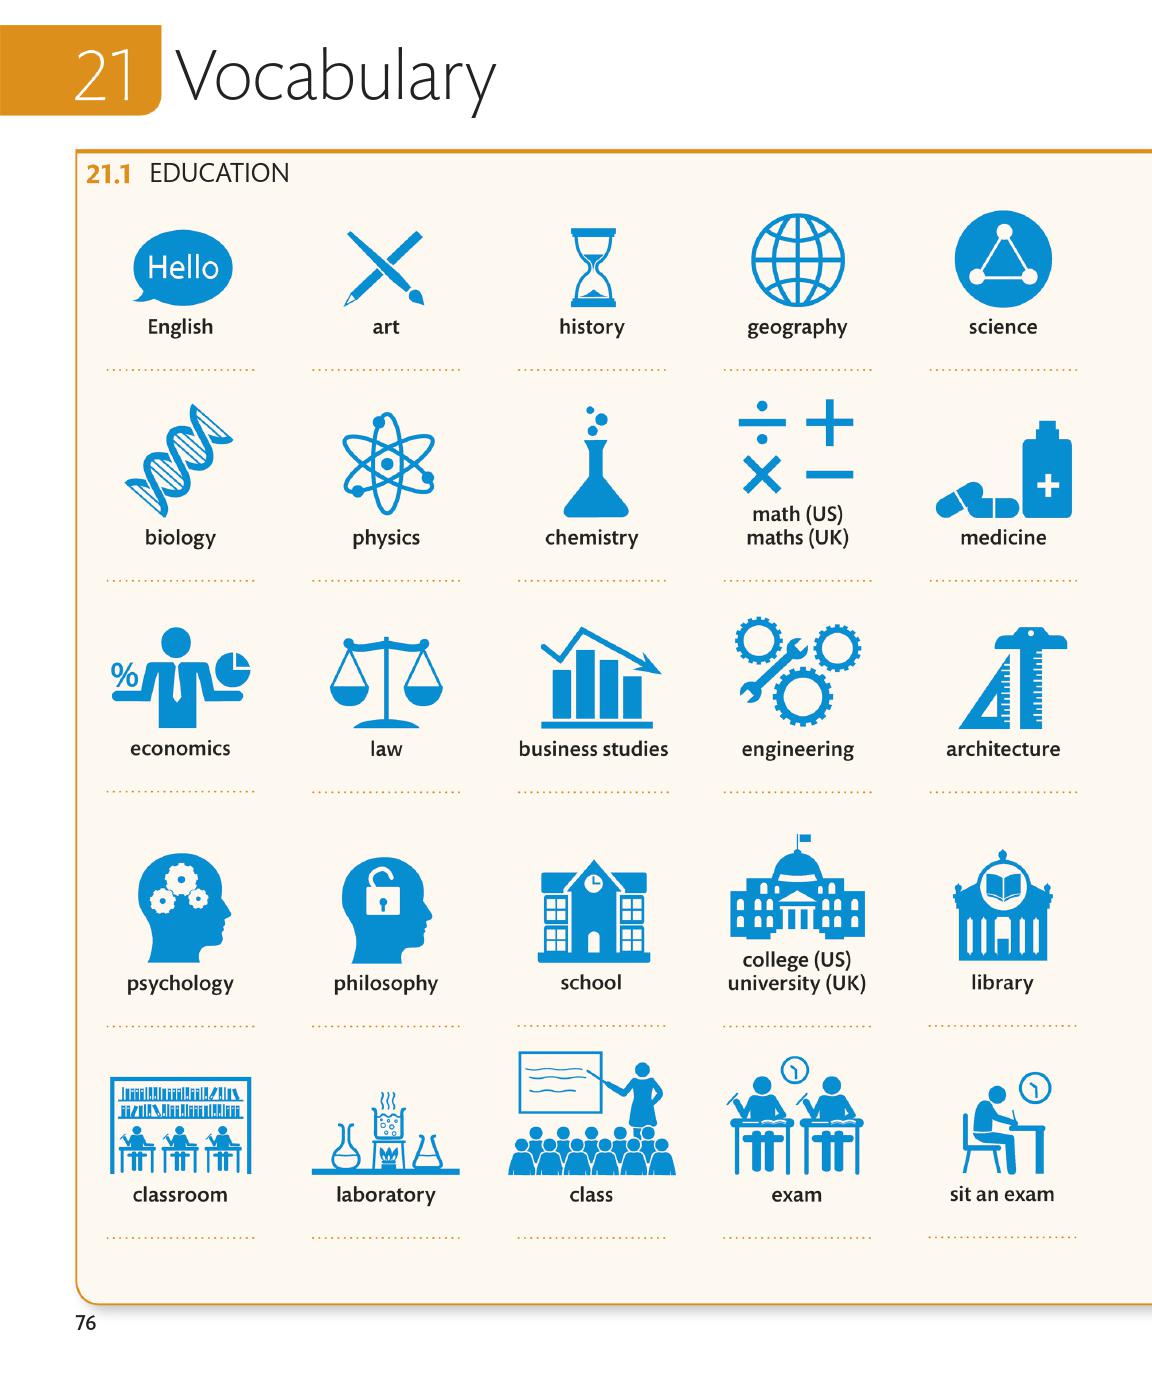 21 Vocabulary
21.1 EDUCATION
Hello
English
art
history
geography
science
biology
physics
chemistry
math (US)
maths (UK)
medicine
%
economics
law
business studies
engineering
architecture
psychology
philosophy
school
college (US)
university (UK)
library
classroom
laboratory
class
exam
sit an exam
76